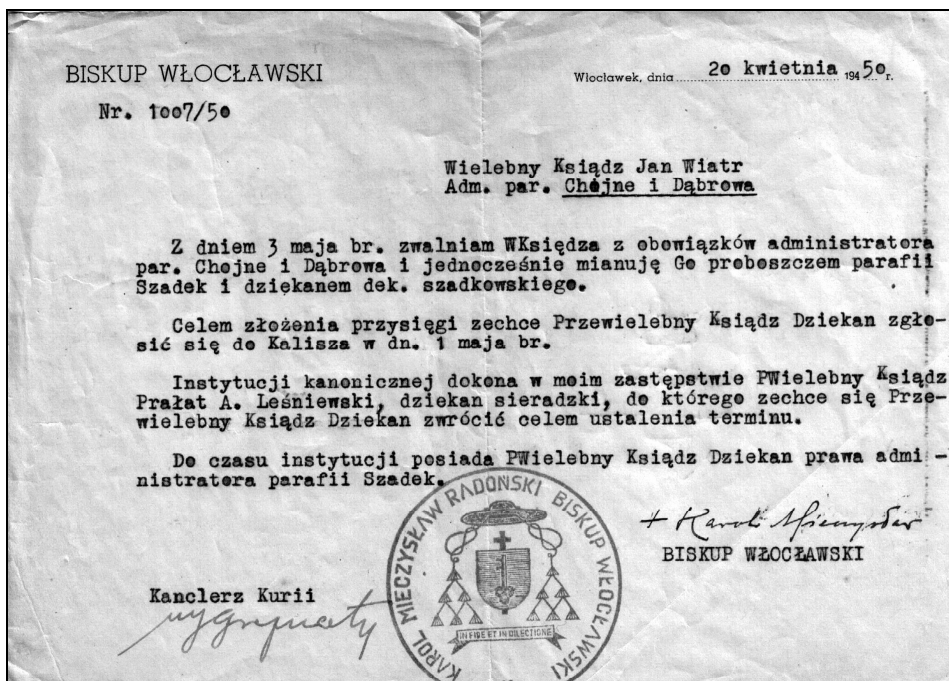 BISKUP WŁOCŁAWSKI
Włocławek, dnia 20 kwietnia 1950 r.
Nr. 1007/50
Wielebny Ksiądz Jan Wiatr
Adm. par. Chojne i Dąbrowa
Z dniem 3 maja br. zwalniam WKsiędza z obowiązków administratora
par. Chojne i Dąbrowa i jednocześnie mianuję Go proboszczem parafii
Szadek i dziekanem dek. szadkowskiego.
Celem złożenia przysięgi zechce Przewielebny Ksiądz Dziekan zgło-
sić się do Kalisza w dn. 1 maja br.
Instytucji kanonicznej dokona w moim zastępstwie PWielebny Ksiądz
Prałat A. Leśniewski, dziekan sieradzki, do którego zechce się Prze-
wielebny Ksiądz Dziekan zwrócić celem ustalenia terminu.
Do czasu instytucji posiada PWielebny Ksiądz Dziekan prawa admi-
nistratora parafii Szadek.
+ Karol Mieczysław
BISKUP WŁOCŁAWSKI
KAROL MIECZYSŁAW RADOŃSKI BISKUP WŁOCŁAWSKI
IN FIDE ET IN DILECTIONE
Kanclerz Kurii